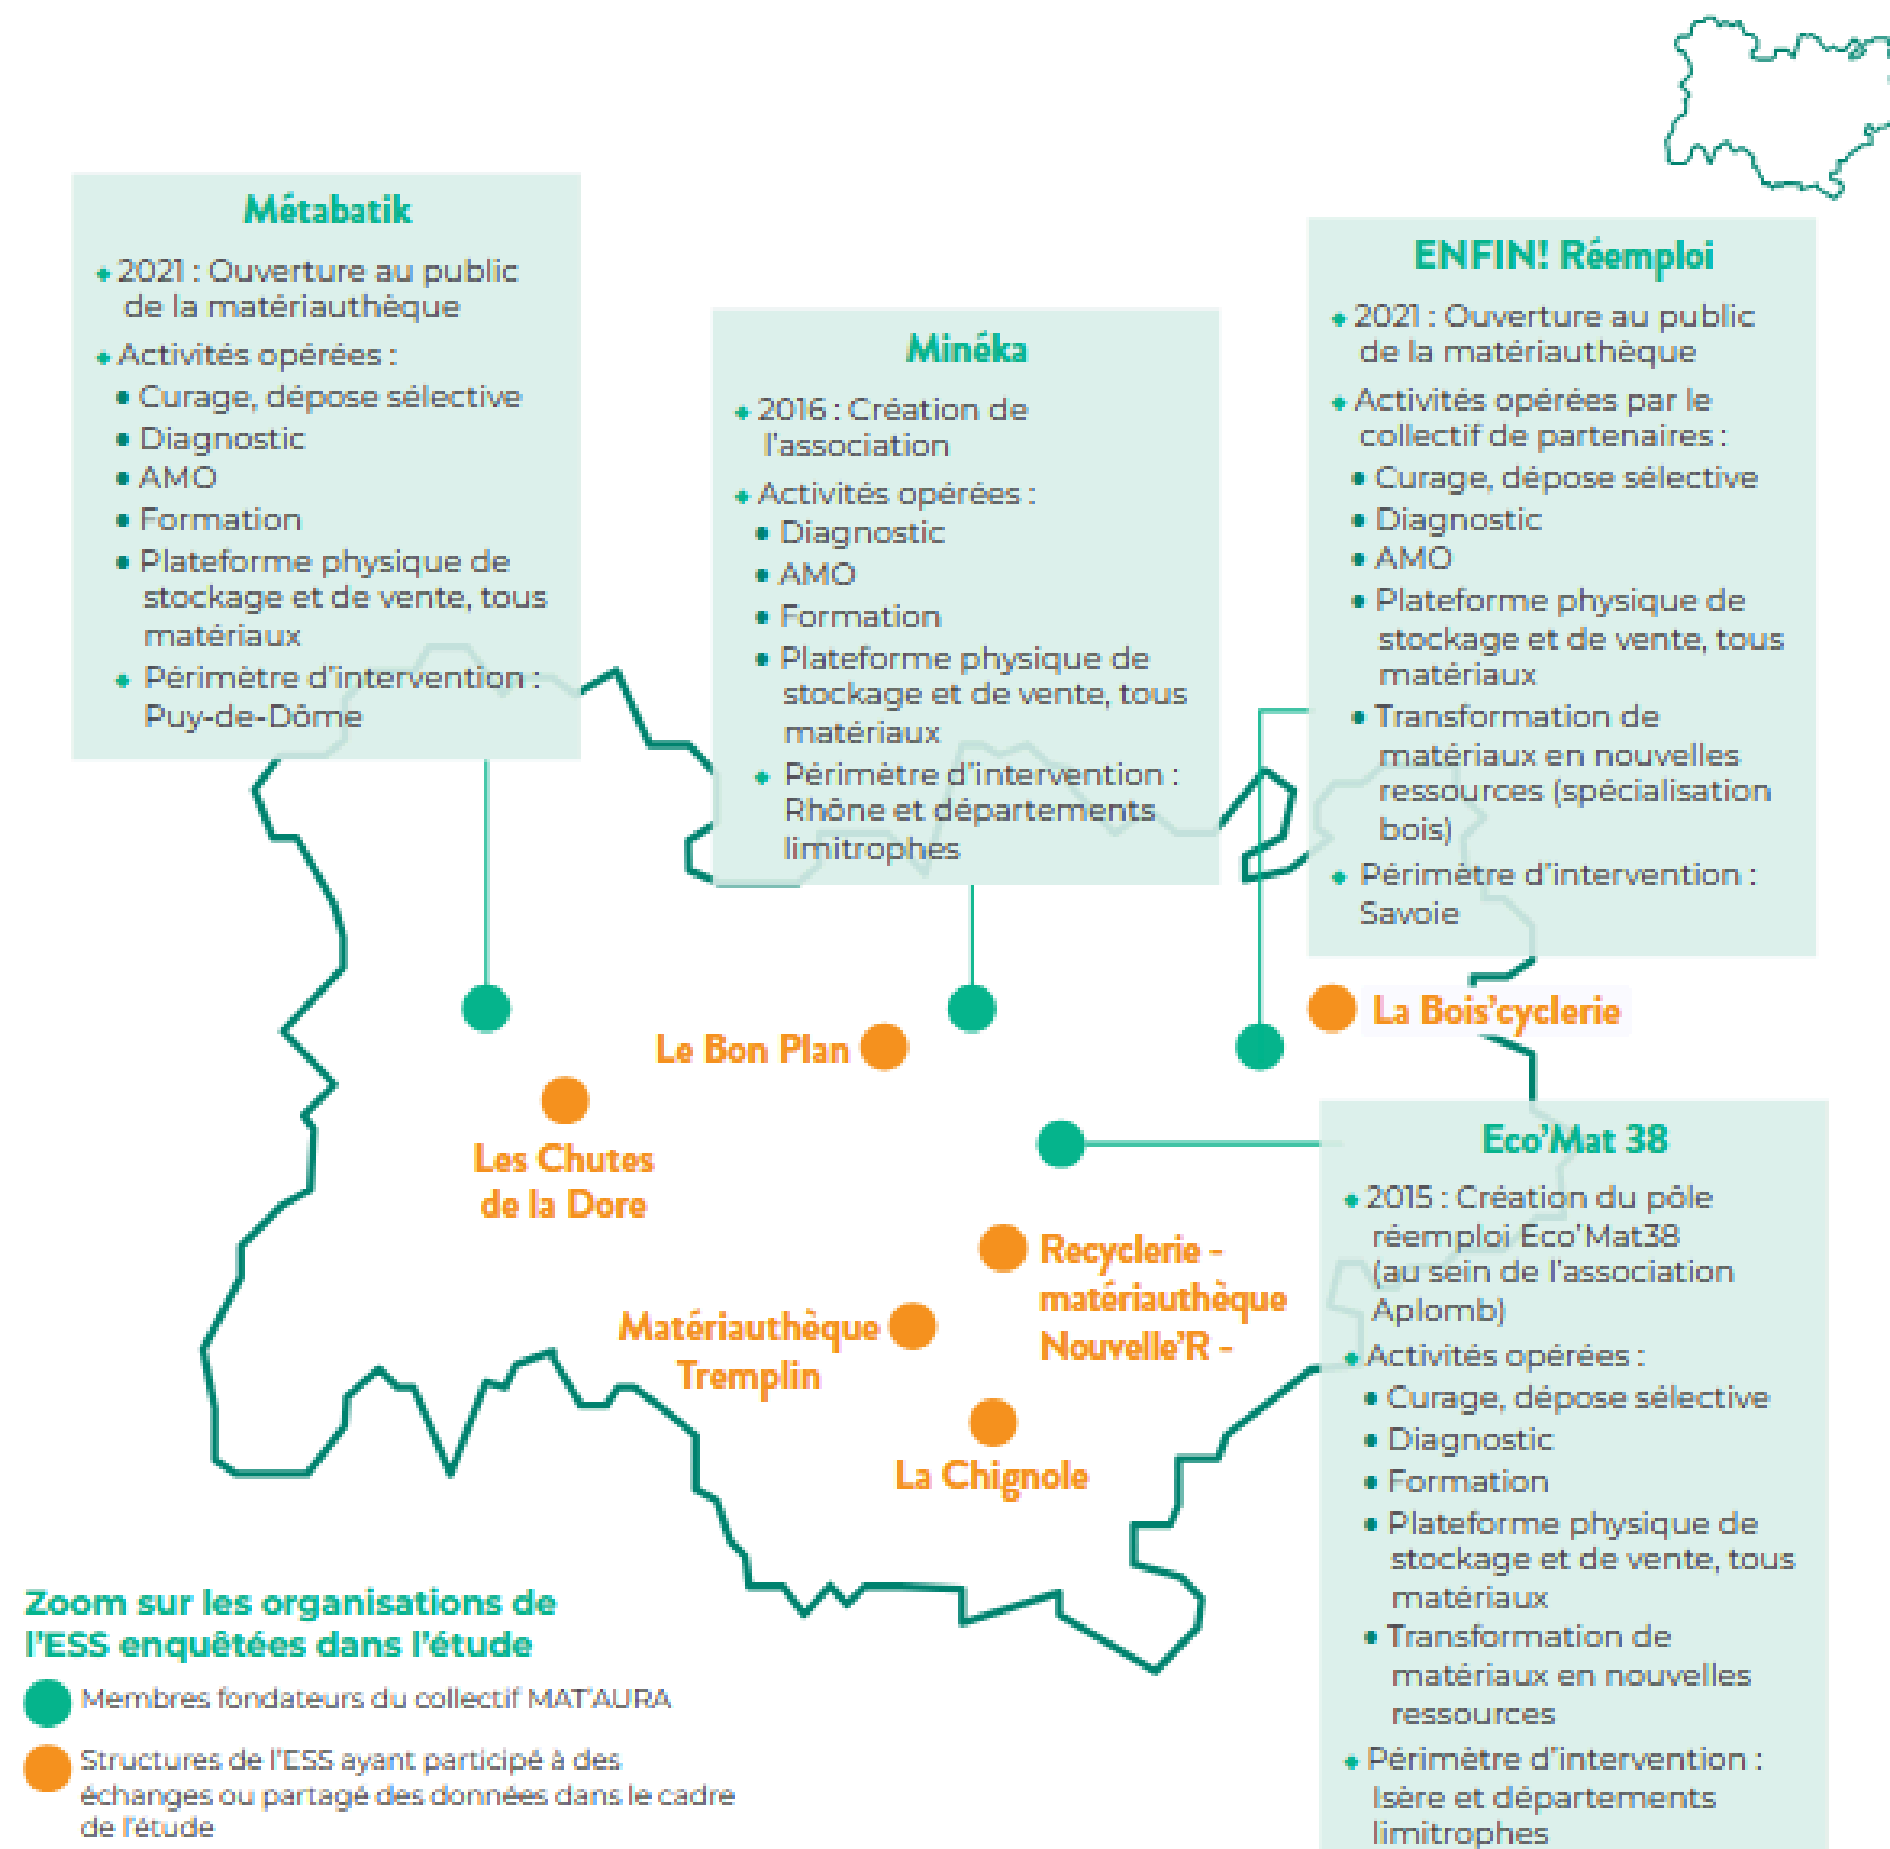 Métabatik
2021 : Ouverture au public
de la matériauthèque
Activités opérées :
Curage, dépose sélective
Diagnostic
AMO
Formation
Plateforme physique de
stockage et de vente, tous
matériaux
Périmètre d'intervention :
Puy-de-Dôme
Minéka
2016 : Création de
l'association
Activités opérées :
Diagnostic
AMO
Formation
Plateforme physique de
stockage et de vente, tous
matériaux
Périmètre d'intervention :
Rhône et départements
limitrophes
ENFIN! Réemploi
2021 : Ouverture au public
de la matériauthèque
Activités opérées par le
collectif de partenaires :
Curage, dépose sélective
Diagnostic
AMO
Plateforme physique de
stockage et de vente, tous
matériaux
Transformation de
matériaux en nouvelles
ressources (spécialisation
bois)
Périmètre d'intervention :
Savoie
La Bois'cyclerie
Le Bon Plan
Les Chutes
de la Dore
Recyclerie -
matériauthèque
Nouvelle'R -
Matériauthèque
Tremplin
La Chignole
Eco'Mat 38
2015 : Création du pôle
réemploi Eco'Mat38
(au sein de l'association
Aplomb)
Activités opérées :
Curage, dépose sélective
Diagnostic
Formation
Plateforme physique de
stockage et de vente, tous
matériaux
Transformation de
matériaux en nouvelles
ressources
Périmètre d'intervention :
Isère et départements
limitrophes
Zoom sur les organisations de
l'ESS enquêtées dans l'étude
Membres fondateurs du collectif MAT'AURA
Structures de l'ESS ayant participé à des
échanges ou partagé des données dans le cadre
de l'étude